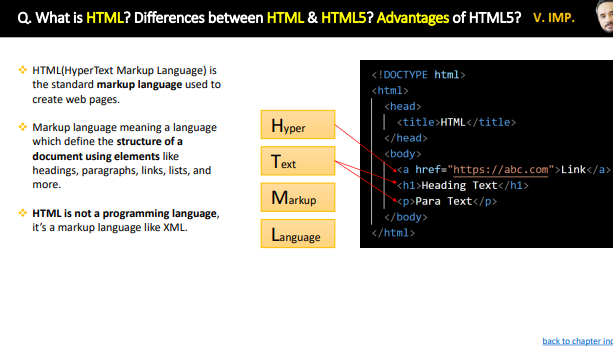 Q. What is HTML? Differences between HTML & HTML5? Advantages of HTML5? V. IMP.
HTML(HyperText Markup Language) is
the standard markup language used to
create web pages.
Markup language meaning a language
which define the structure of a
document using elements like
headings, paragraphs, links, lists, and
more.
HTML is not a programming language,
it's a markup language like XML.
Hyper
Text
Markup
Language
<!DOCTYPE html>
<html>
<head>
<title>HTML</title>
</head>
<body>
<a href="https://abc.com">Link</a>
<h1>Heading Text</h1>
<p>Para Text</p>
</body>
</html>
back to chapter